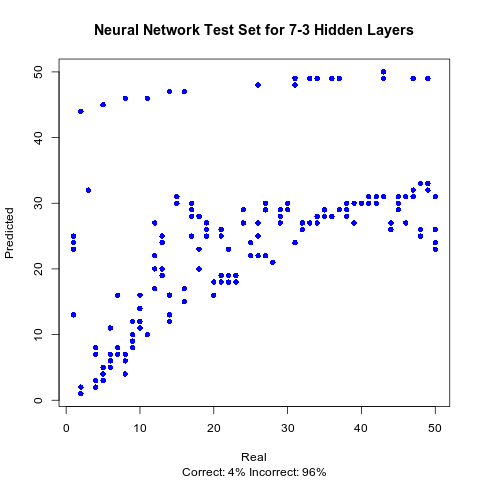 Neural Network Test Set for 7-3 Hidden Layers
50
40
30
20
10
0
Predicted
0 10 20 30 40 50
Real
Correct: 4% Incorrect: 96%